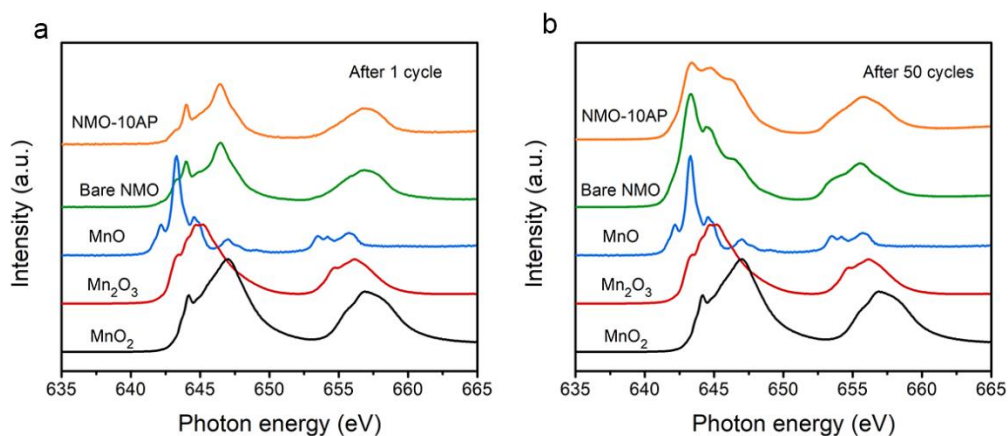 a
After 1 cycle
NMO-10AP
Bare NMO
MnO
Mn₂O₃
MnO₂
Intensity (a.u.)
635 640 645 650 655 660 665
Photon energy (eV)
b
After 50 cycles
NMO-10AP
Bare NMO
MnO
Mn₂O₃
MnO₂
Intensity (a.u.)
635 640 645 650 655 660 665
Photon energy (eV)